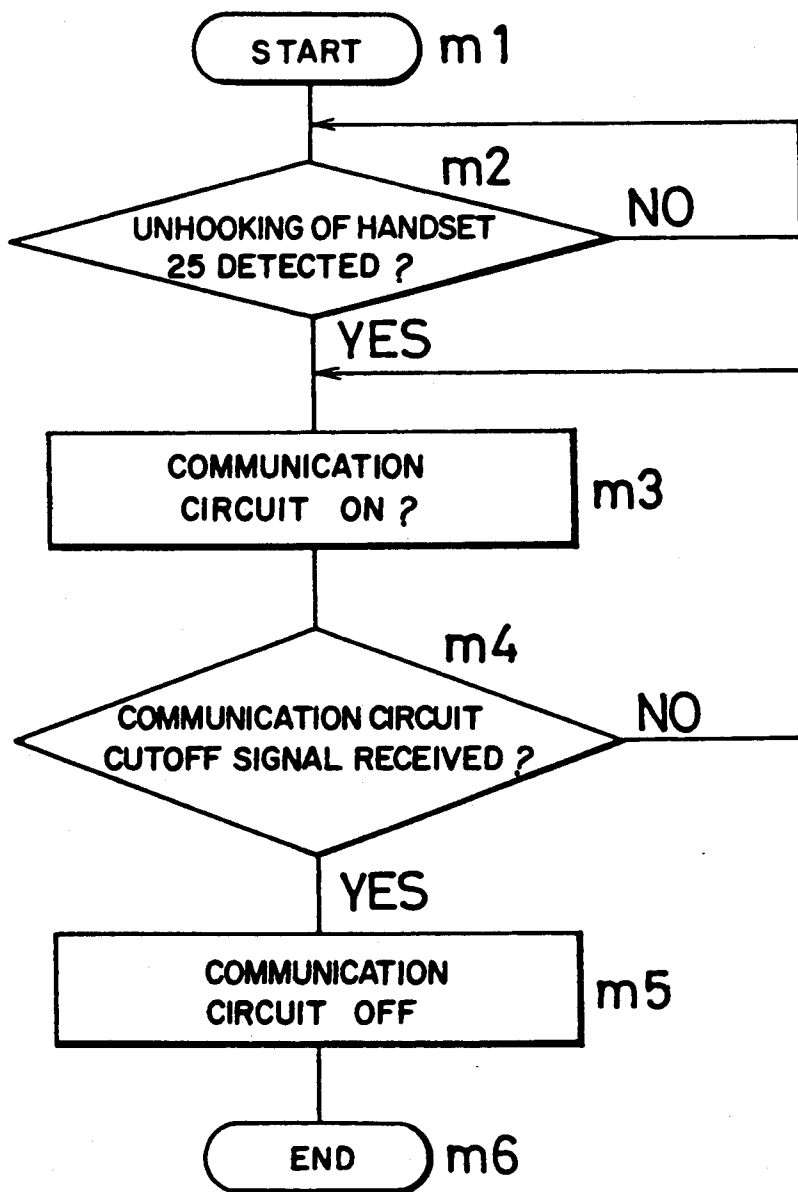 START m1
m2
NO
UNHOOKING OF HANDSET
25 DETECTED ?
YES
COMMUNICATION
CIRCUIT ON ?
m3
m4
NO
COMMUNICATION CIRCUIT
CUTOFF SIGNAL RECEIVED ?
YES
COMMUNICATION
CIRCUIT OFF
m5
END m6